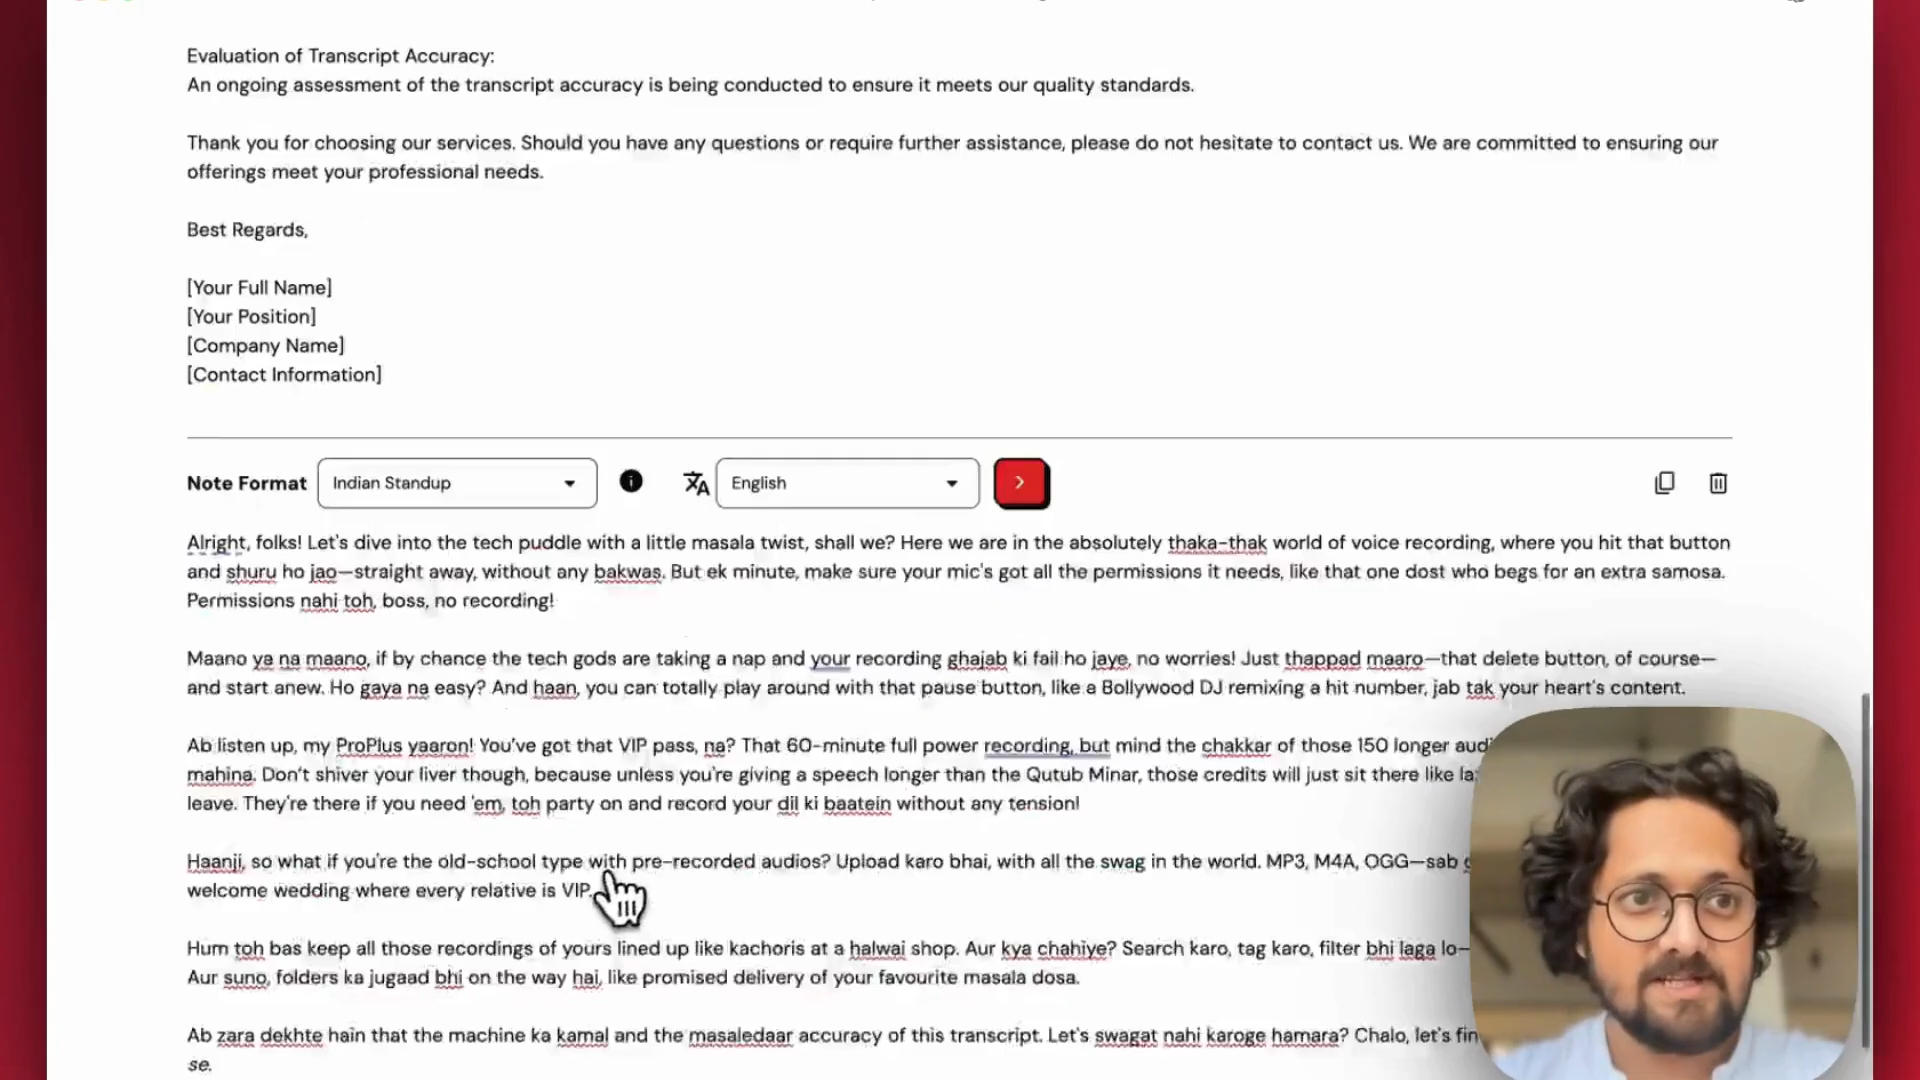 Evaluation of Transcript Accuracy:
An ongoing assessment of the transcript accuracy is being conducted to ensure it meets our quality standards.
Thank you for choosing our services. Should you have any questions or require further assistance, please do not hesitate to contact us. We are committed to ensuring our
offerings meet your professional needs.
Best Regards,
[Your Full Name]
[Your Position]
[Company Name]
[Contact Information]
Note Format Indian Standup English
Alright, folks! Let's dive into the tech puddle with a little masala twist, shall we? Here we are in the absolutely thaka-thak world of voice recording, where you hit that button
and shuru ho jao—straight away, without any bakwas. But ek minute, make sure your mic's got all the permissions it needs, like that one dost who begs for an extra samosa.
Permissions nahi toh, boss, no recording!
Maano ya na maano, if by chance the tech gods are taking a nap and your recording ghajab ki fail ho jaye, no worries! Just thappad maaro—that delete button, of course—
and start anew. Ho gaya na easy? And haan, you can totally play around with that pause button, like a Bollywood DJ remixing a hit number, jab tak your heart's content.
Ab listen up, my ProPlus yaaron! You've got that VIP pass, na? That 60-minute full power recording, but mind the chakkar of those 150 longer
mahina. Don't shiver your liver though, because unless you're giving a speech longer than the Qutub Minar, those credits will just sit there like
leave. They're there if you need 'em, toh party on and record your dil ki baatein without any tension!
Haanji, so what if you're the old-school type with pre-recorded audios? Upload karo bhai, with all the swag in the world. MP3, M4A, OGG—sab
welcome wedding where every relative is VIP.
Hum toh bas keep all those recordings of yours lined up like kachoris at a halwai shop. Aur kya chahiye? Search karo, tag karo, filter bhi laga lo—
Aur suno, folders ka jugaad bhi on the way hai, like promised delivery of your favourite masala dosa.
Ab zara dekhte hain that the machine ka kamal and the masaledaar accuracy of this transcript. Let's swagat nahi karoge hamara? Chalo, let's
se.